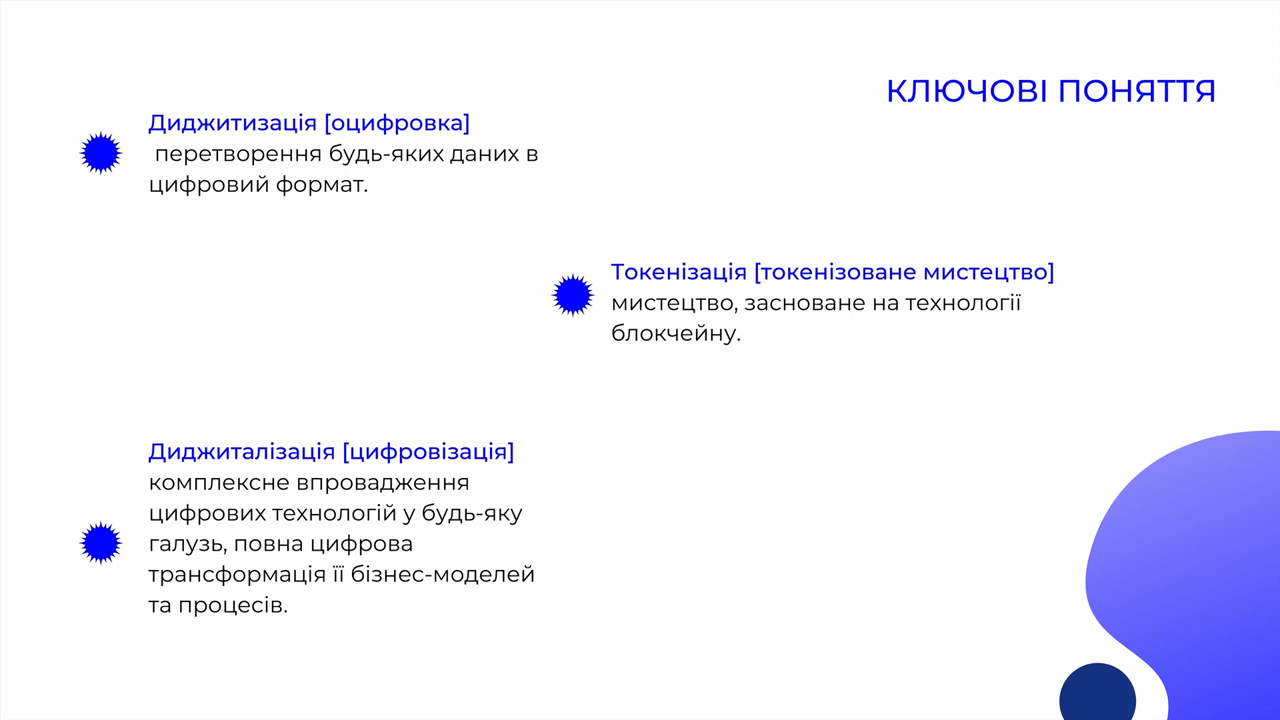 КЛЮЧОВІ ПОНЯТТЯ
Диджитизація [оцифровка]
перетворення будь-яких даних в
цифровий формат.
Токенізація [токенізоване мистецтво]
мистецтво, засноване на технології
блокчейну.
Диджиталізація [цифровізація]
комплексне впровадження
цифрових технологій у будь-яку
галузь, повна цифрова
трансформація її бізнес-моделей
та процесів.